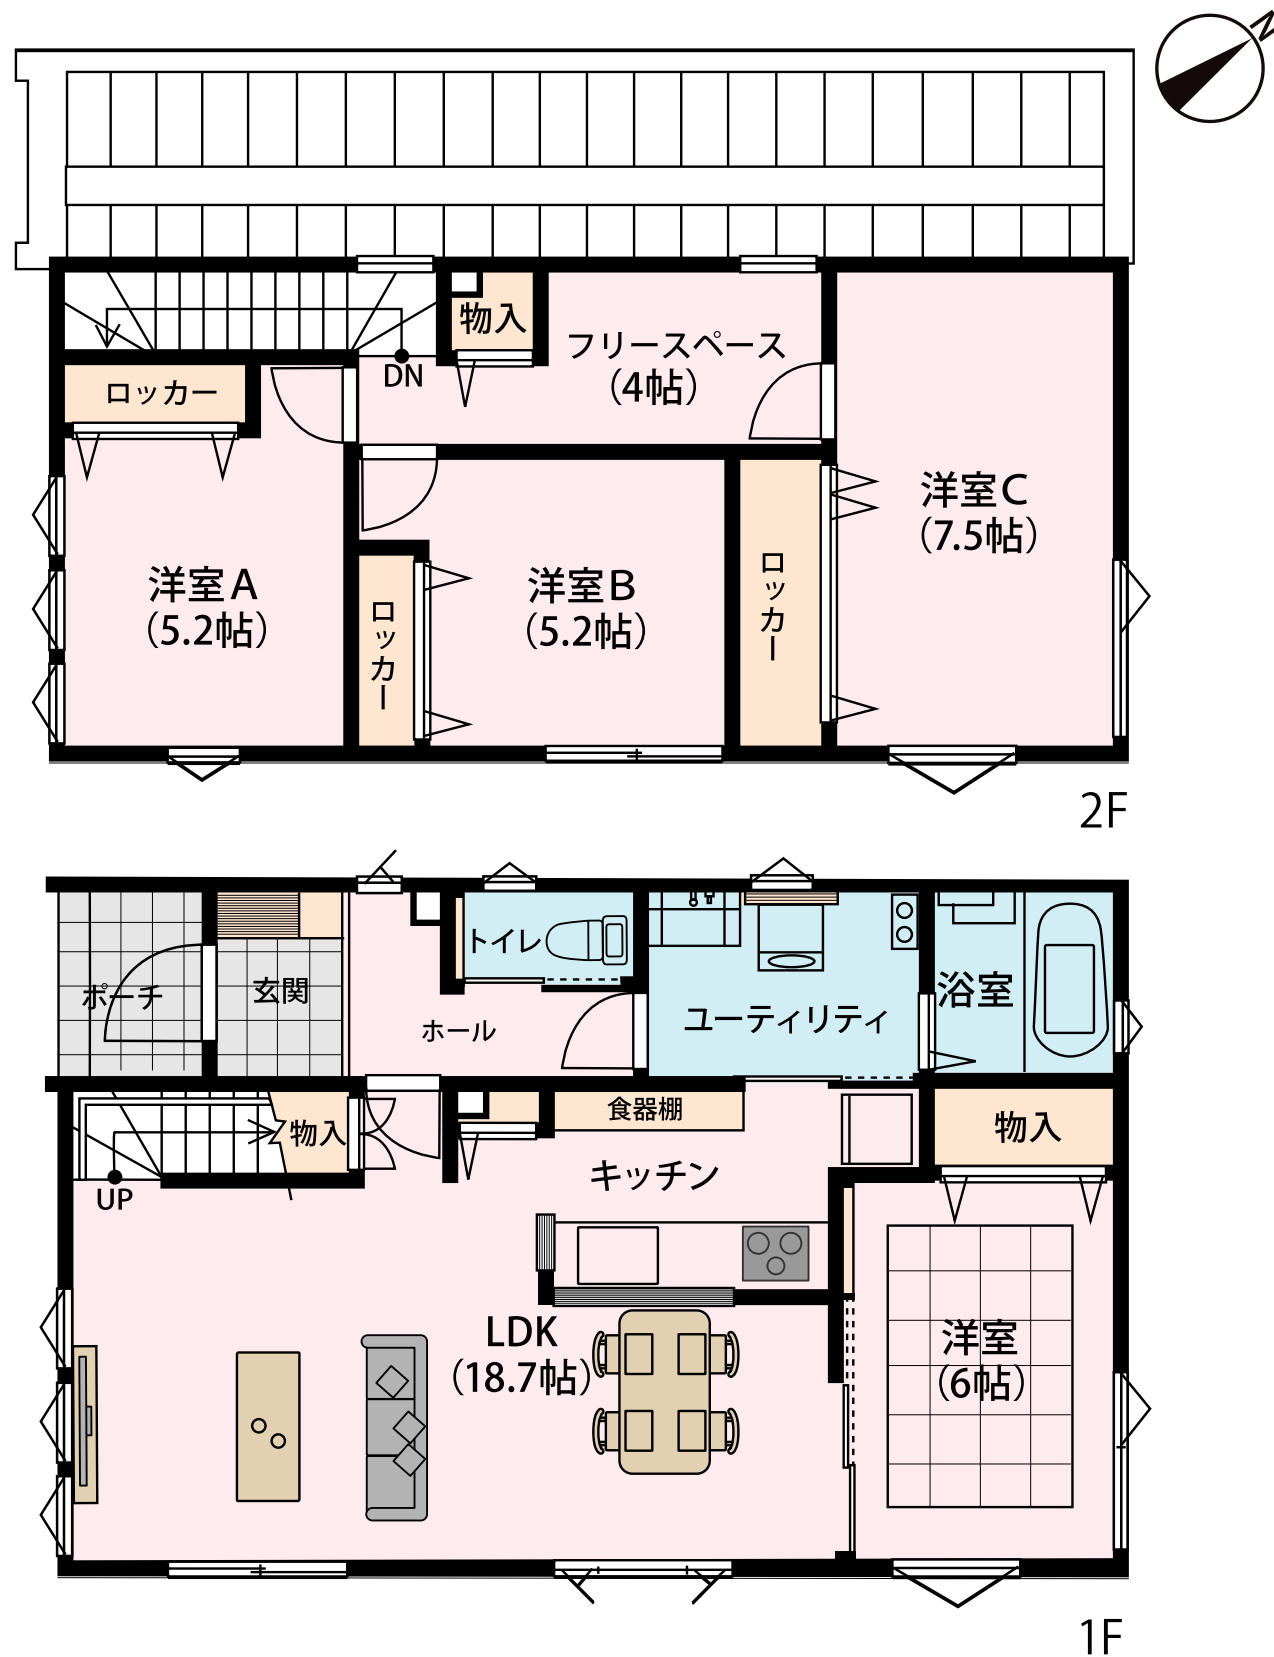 N
物入
フリースペース
（4帖）
DN
ロッカー
洋室C
（7.5帖）
洋室A
（5.2帖）
洋室B
（5.2帖）
ロッカー
ロッカー
2F
トイレ
ポーチ
玄関
ホール
ユーティリティ
浴室
物入
食器棚
物入
UP
キッチン
LDK
（18.7帖）
洋室
（6帖）
1F